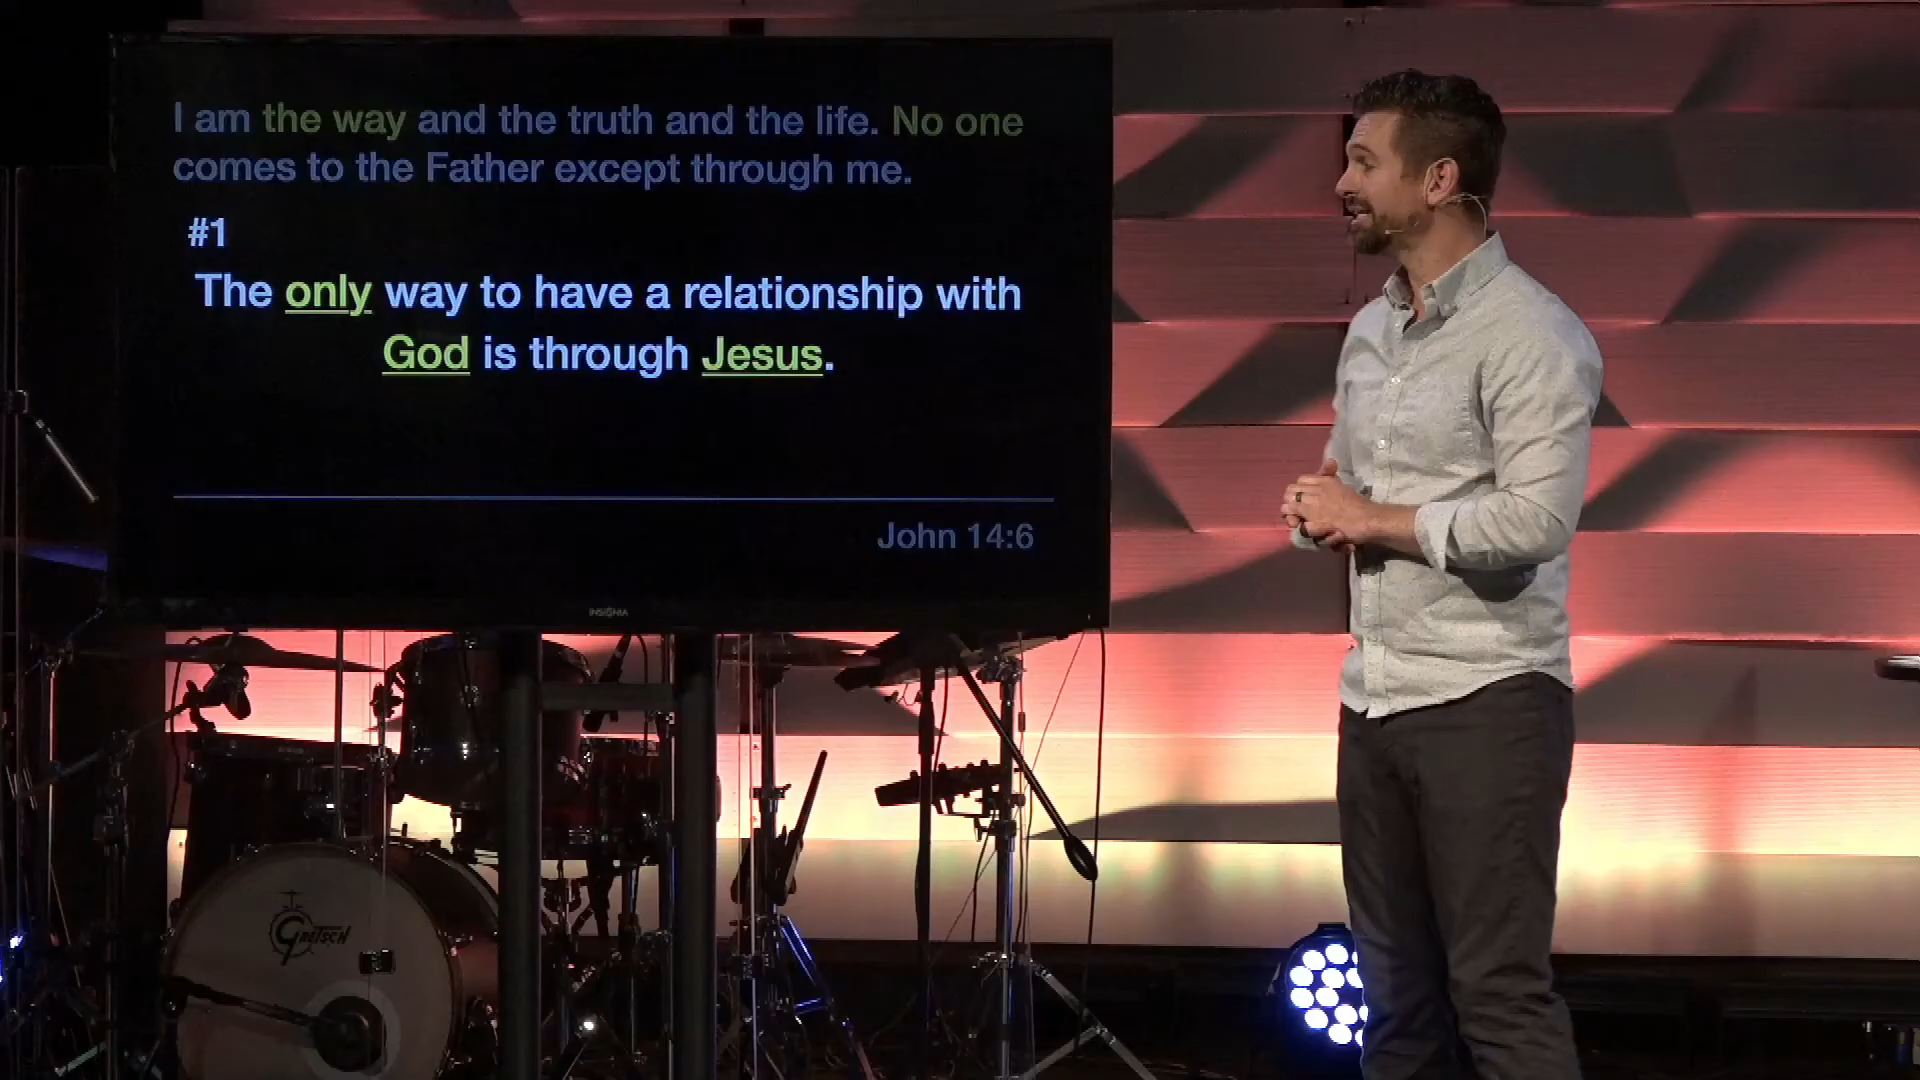 I am the way and the truth and the life. No one
comes to the Father except through me.
#1
The only way to have a relationship with
God is through Jesus.
John 14:6
INSIGNIA
GRETSCH